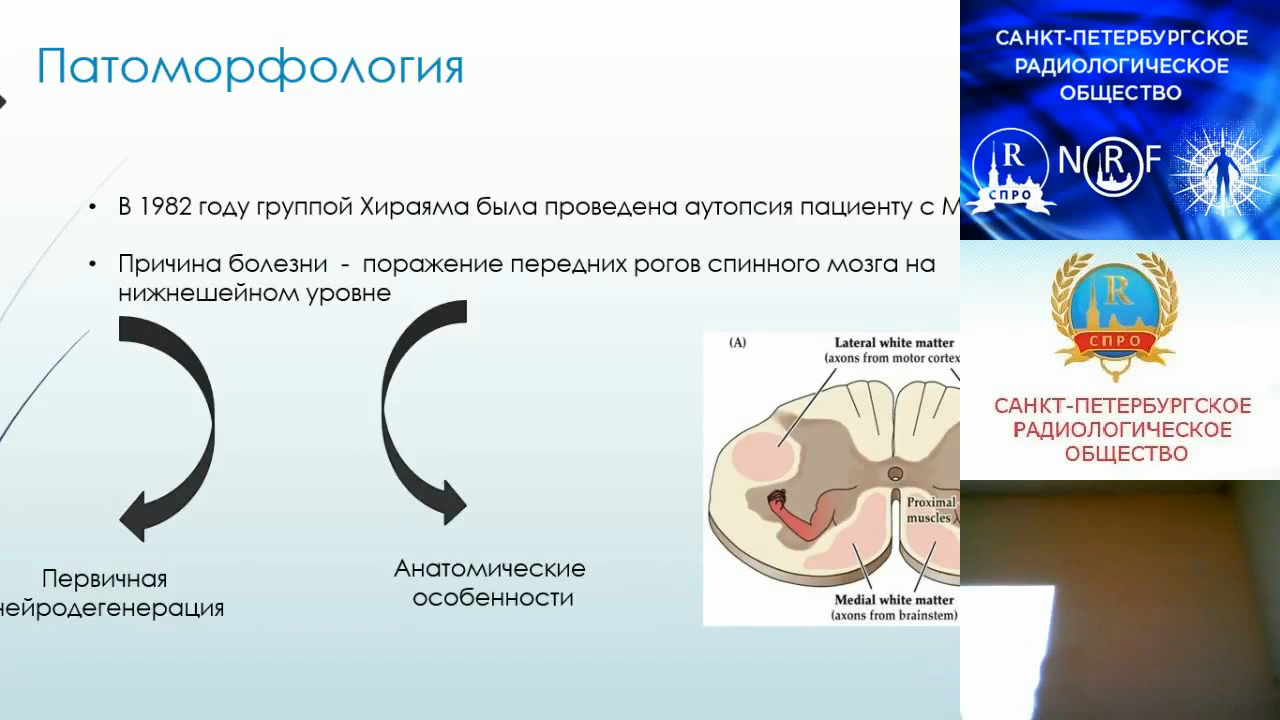 Патоморфология
• В 1982 году группой Хираяма была проведена аутопсия пациенту с
• Причина болезни - поражение передних рогов спинного мозга на
нижнешейном уровне
Первичная
нейродегенерация
Анатомические
особенности
(A)
Lateral white matter
(axons from motor cortex
Proximal
muscles
Medial white matter
(axons from brainstem)
САНКТ-ПЕТЕРБУРГСКОЕ
РАДИОЛОГИЧЕСКОЕ
ОБЩЕСТВО
R
СПРО
NRF
R
СПРО
САНКТ-ПЕТЕРБУРГСКОЕ
РАДИОЛОГИЧЕСКОЕ
ОБЩЕСТВО